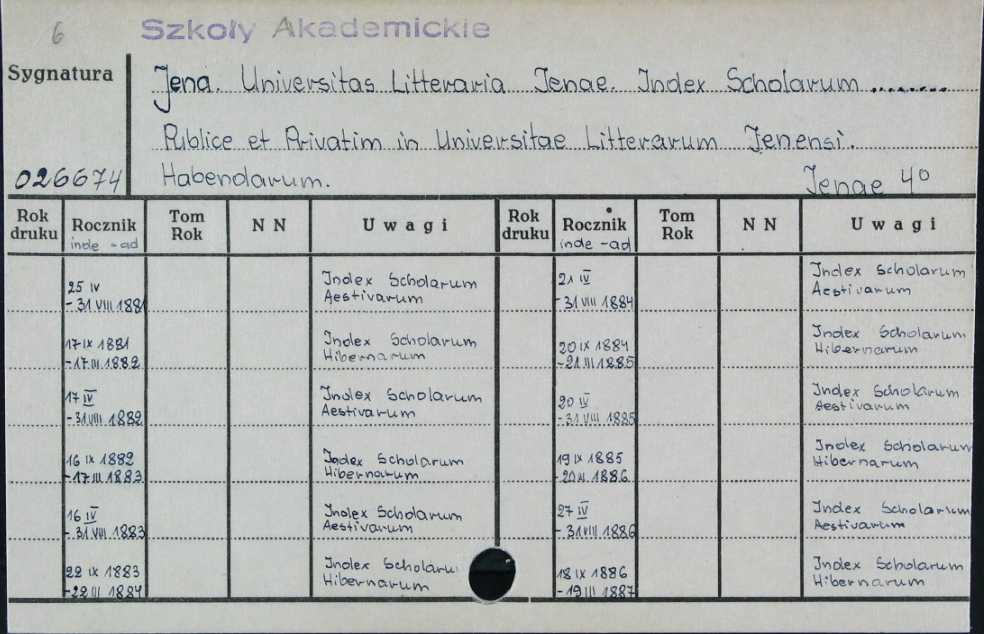 6
Szkoły Akademickie
Sygnatura
Jena. Universitas Litteraria Jenae. Index Scholarum ........
Publice et Privatim in Universitae Litterarum Jenensi.
026674
Habendarum.
Jenae 4º
Rok druku
Rocznik
inde - ad
Tom Rok
N N
Uwagi
Rok druku
Rocznik
inde - ad
Tom Rok
N N
Uwagi
25 IV
- 31 VIII 1881
Index Scholarum
Aestivarum
21 IV
- 31 VIII 1884
Index Scholarum
Aestivarum
17 IX 1881
- 17 III 1882
Index Scholarum
Hibernarum
20 IX 1884
- 21 III 1885
Index Scholarum
Hibernarum
17 IV
- 31 VIII 1882
Index Scholarum
Aestivarum
20 IV
- 31 VIII 1885
Index Scholarum
Aestivarum
16 IX 1882
- 17 III 1883
Index Scholarum
Hibernarum
19 IX 1885
- 20 III 1886
Index Scholarum
Hibernarum
16 IV
- 31 VIII 1883
Index Scholarum
Aestivarum
27 IV
- 31 VIII 1886
Index Scholarum
Aestivarum
22 IX 1883
- 22 III 1884
Index Scholaru
Hibernarum
18 IX 1886
- 19 III 1887
Index Scholarum
Hibernarum